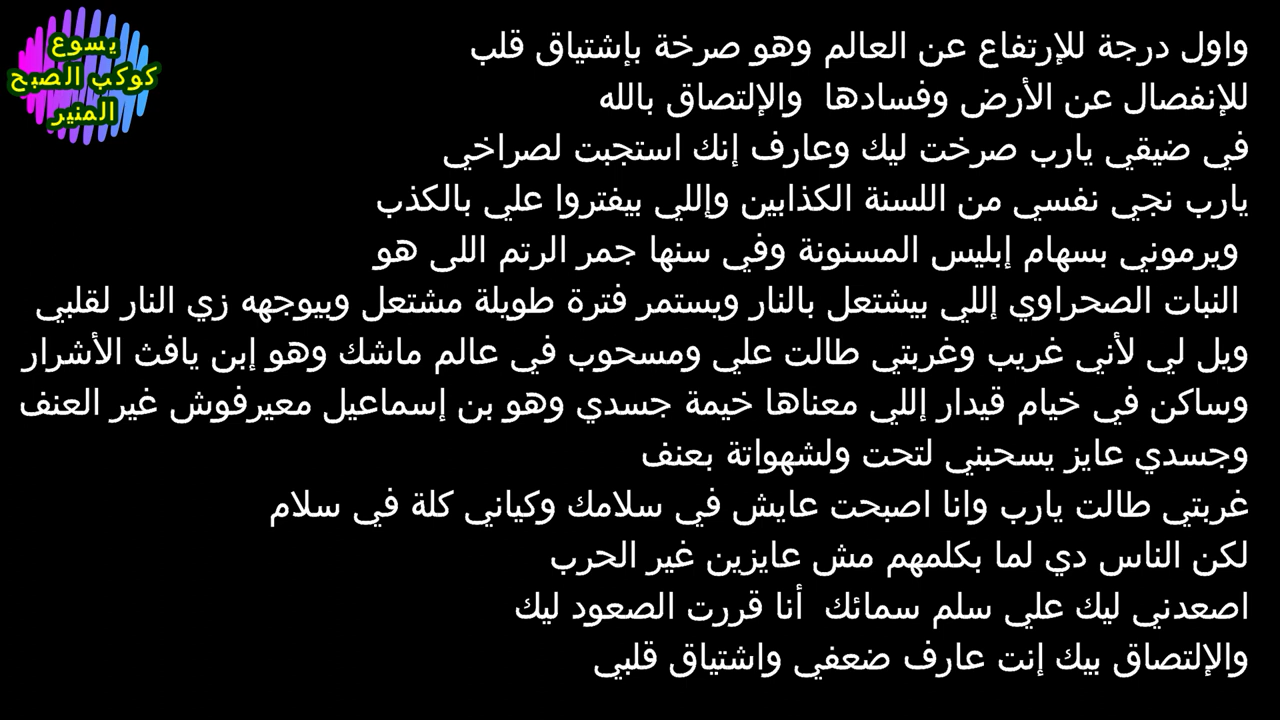 يسوع
كوكب الصبح
المنير
واول درجة للإرتفاع عن العالم وهو صرخة بإشتياق قلب
للإنفصال عن الأرض وفسادها والإلتصاق بالله
في ضيقي يارب صرخت ليك وعارف إنك استجبت لصراخي
يارب نجي نفسي من اللسنة الكذابين وإللي بيفتروا علي بالكذب
ويرموني بسهام إبليس المسنونة وفي سنها جمر الرتم اللى هو
النبات الصحراوي إللي بيشتعل بالنار وبستمر فترة طويلة مشتعل وبيوجهه زي النار لقلبي
وبل لي لأني غريب وغربتي طالت علي ومسحوب في عالم ماشك وهو إبن يافث الأشرار
وساكن في خيام قيدار إللي معناها خيمة جسدي وهو بن إسماعيل معيرفوش غير العنف
وجسدي عايز يسحبني لتحت ولشهواتة بعنف
غربتي طالت يارب وانا اصبحت عايش في سلامك وكياني كلة في سلام
لكن الناس دي لما بكلمهم مش عايزين غير الحرب
اصعدني ليك علي سلم سمائك أنا قررت الصعود ليك
والإلتصاق بيك إنت عارف ضعفي واشتياق قلبي